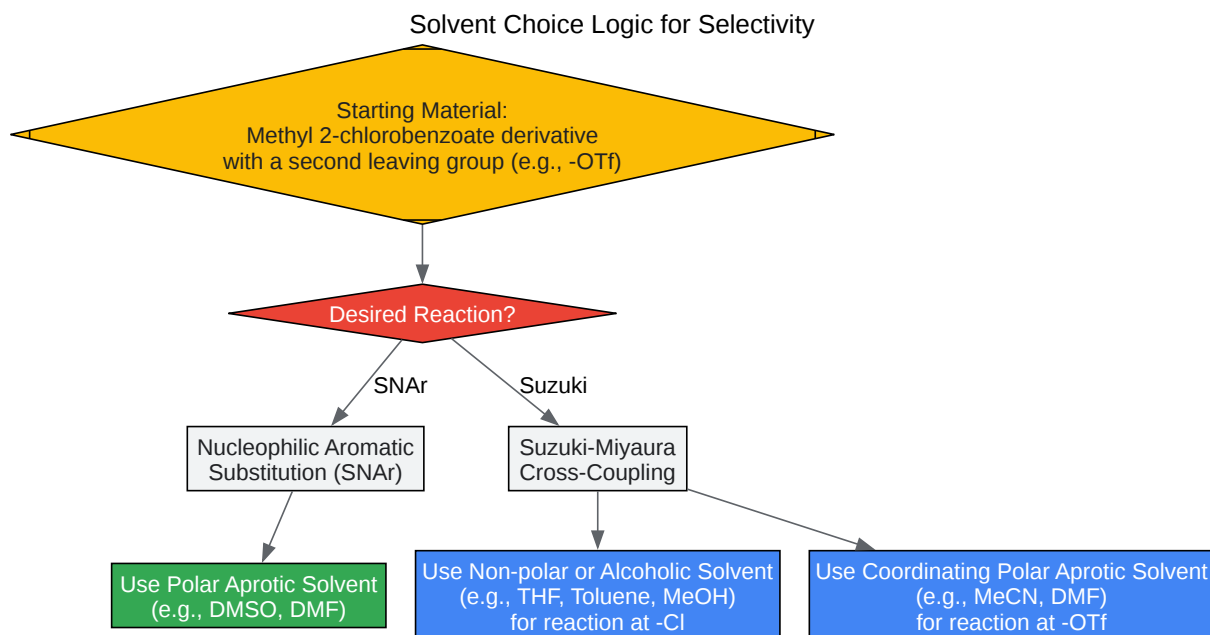 Solvent Choice Logic for Selectivity
Starting Material:
Methyl 2-chlorobenzoate derivative
with a second leaving group (e.g., -OTf)
Desired Reaction?
SNAr
Suzuki
Nucleophilic Aromatic
Substitution (SNAr)
Suzuki-Miyaura
Cross-Coupling
Use Polar Aprotic Solvent
(e.g., DMSO, DMF)
Use Non-polar or Alcoholic Solvent
(e.g., THF, Toluene, MeOH)
for reaction at -Cl
Use Coordinating Polar Aprotic Solvent
(e.g., MeCN, DMF)
for reaction at -OTf